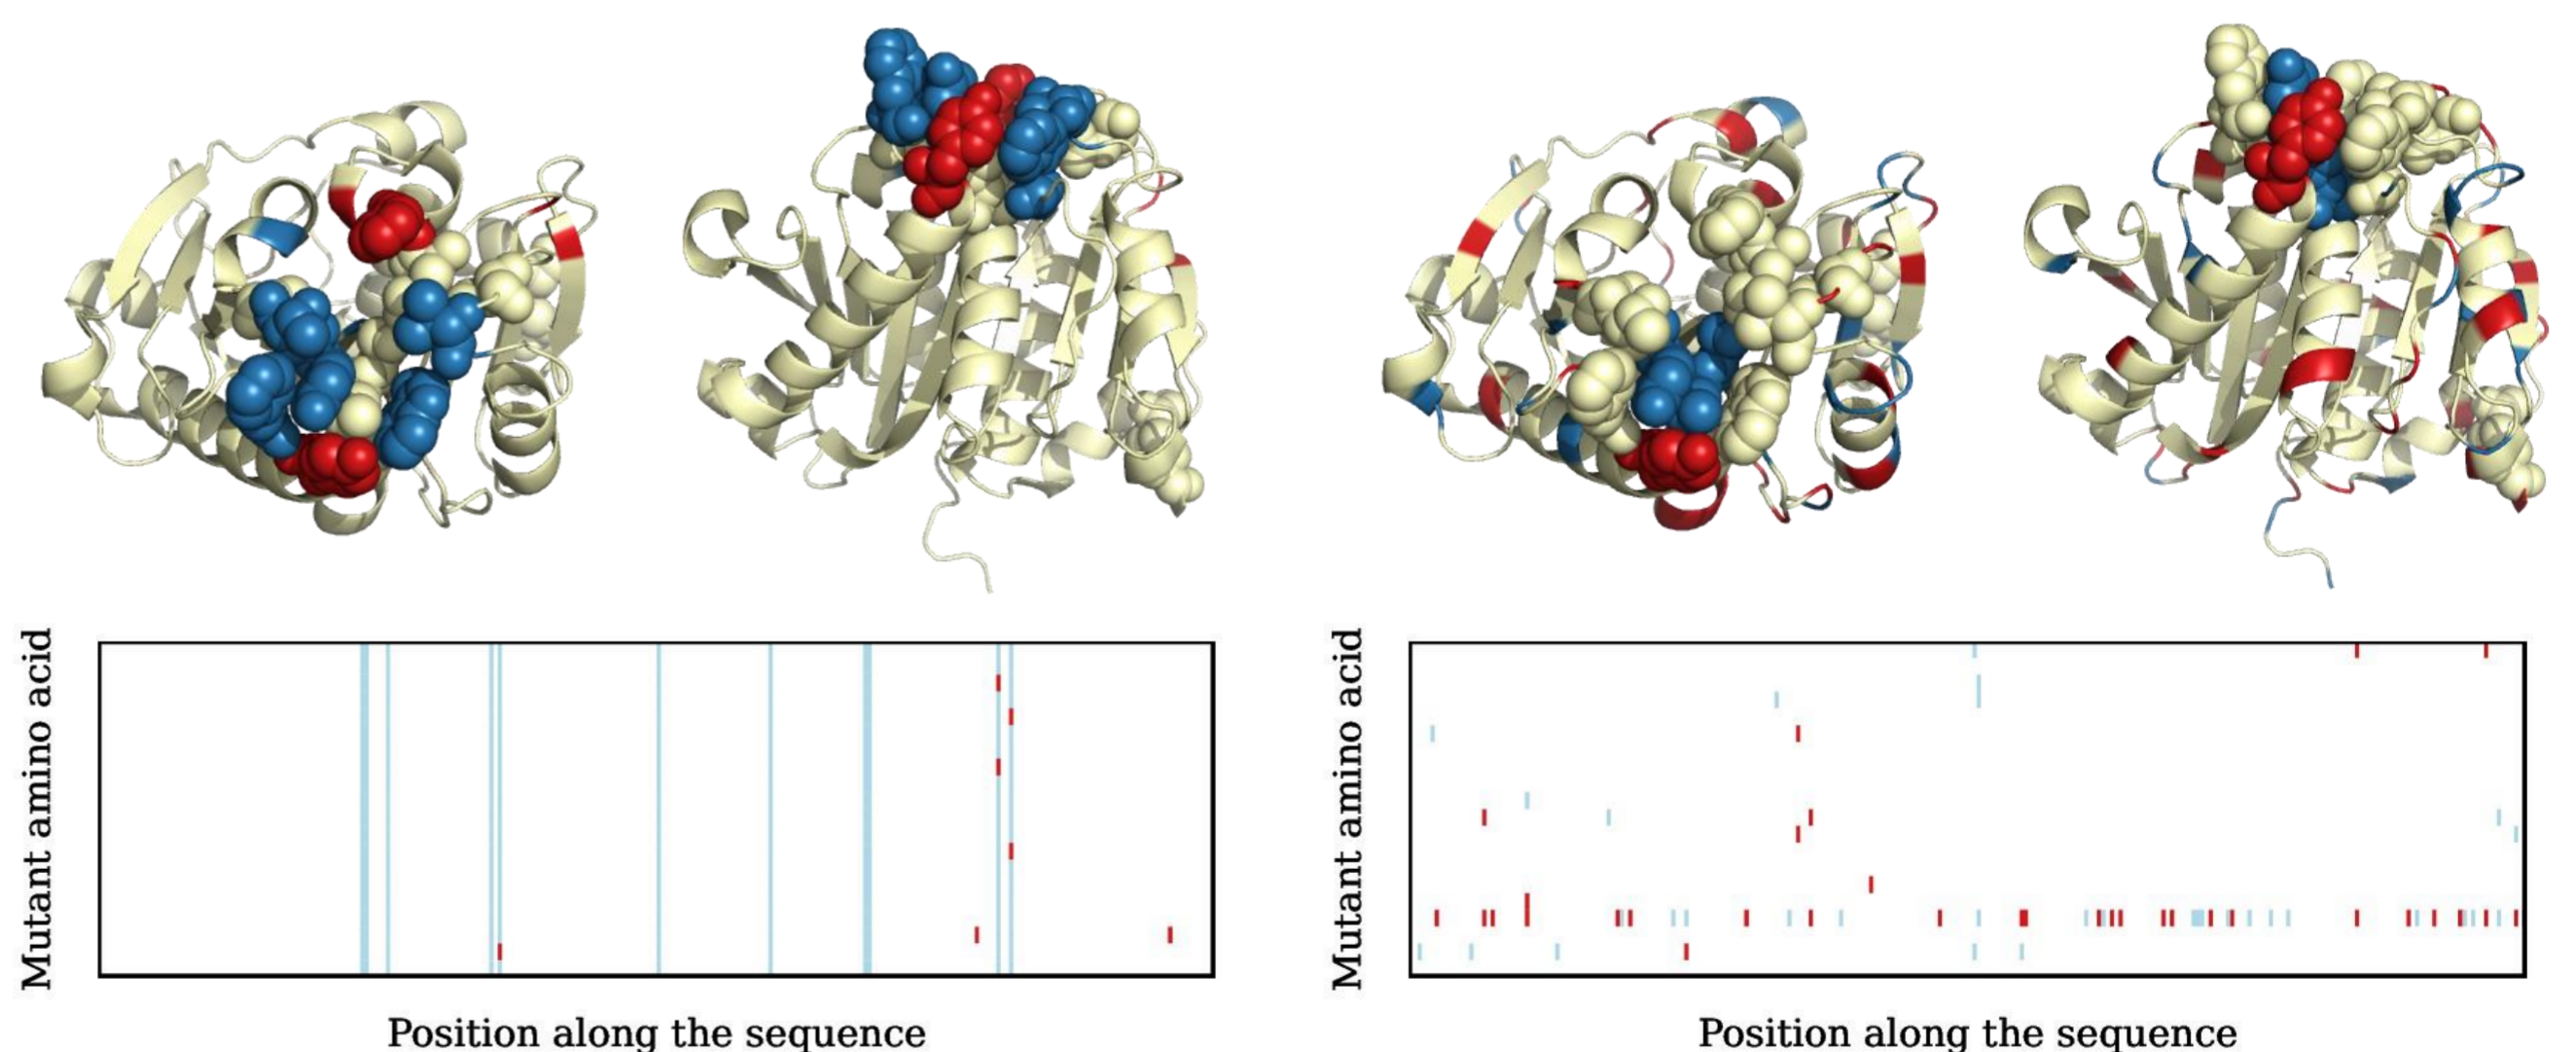 Mutant amino acid
Position along the sequence
Mutant amino acid
Position along the sequence